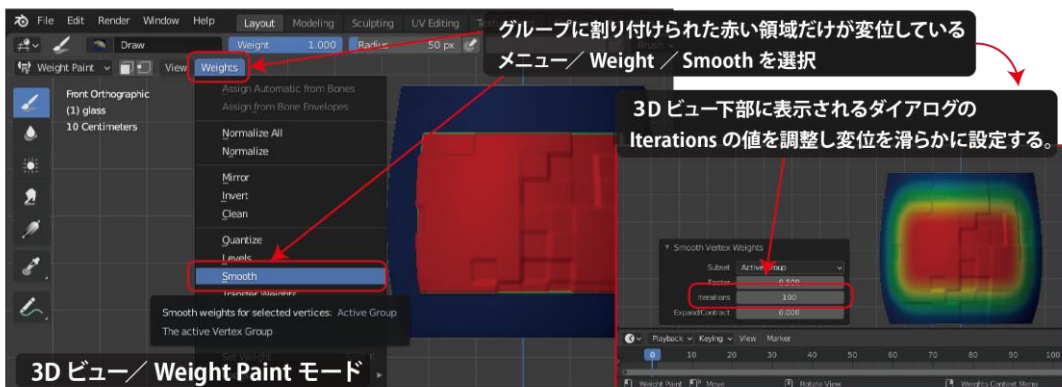 File Edit Render Window Help Layout Modeling Sculpting UV Editing
Draw Weight 1.000 Radius 50 px
Weight Paint View Weights
グループに割り付けられた赤い領域だけが変位している
メニュー／ Weight ／ Smooth を選択
Front Orthographic
(1) glass
10 Centimeters
Assign Automatic from Bones
Assign from Bone Envelopes
Normalize All
Normalize
Mirror
Invert
Clean
Quantize
Levels
Smooth
Transfer Weights
Smooth weights for selected vertices: Active Group
The active Vertex Group
Set Weight
3D ビュー／ Weight Paint モード
3D ビュー下部に表示されるダイアログの
Iterations の値を調整し変位を滑らかに設定する。
Smooth Vertex Weights
Subset Active Group
Factor 0.500
Iterations 100
Expand/Contract 0.000
Playback Keying View Marker
0 10 20 30 40 50 60 70 80 90 100
Weight Paint Move Rotate View Weights Context Menu